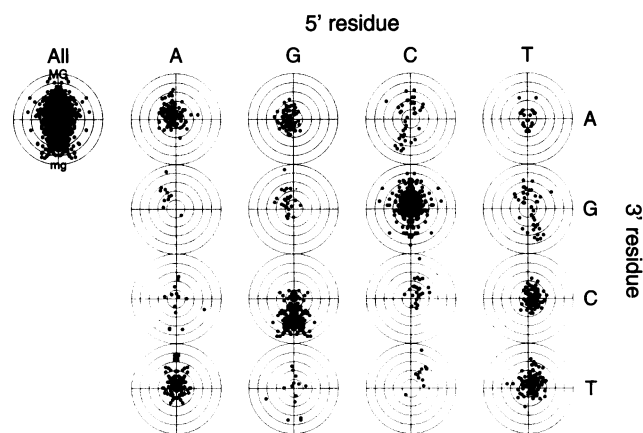 5' residue
All A G C T
MG
mg
A
G
C
T
3' residue